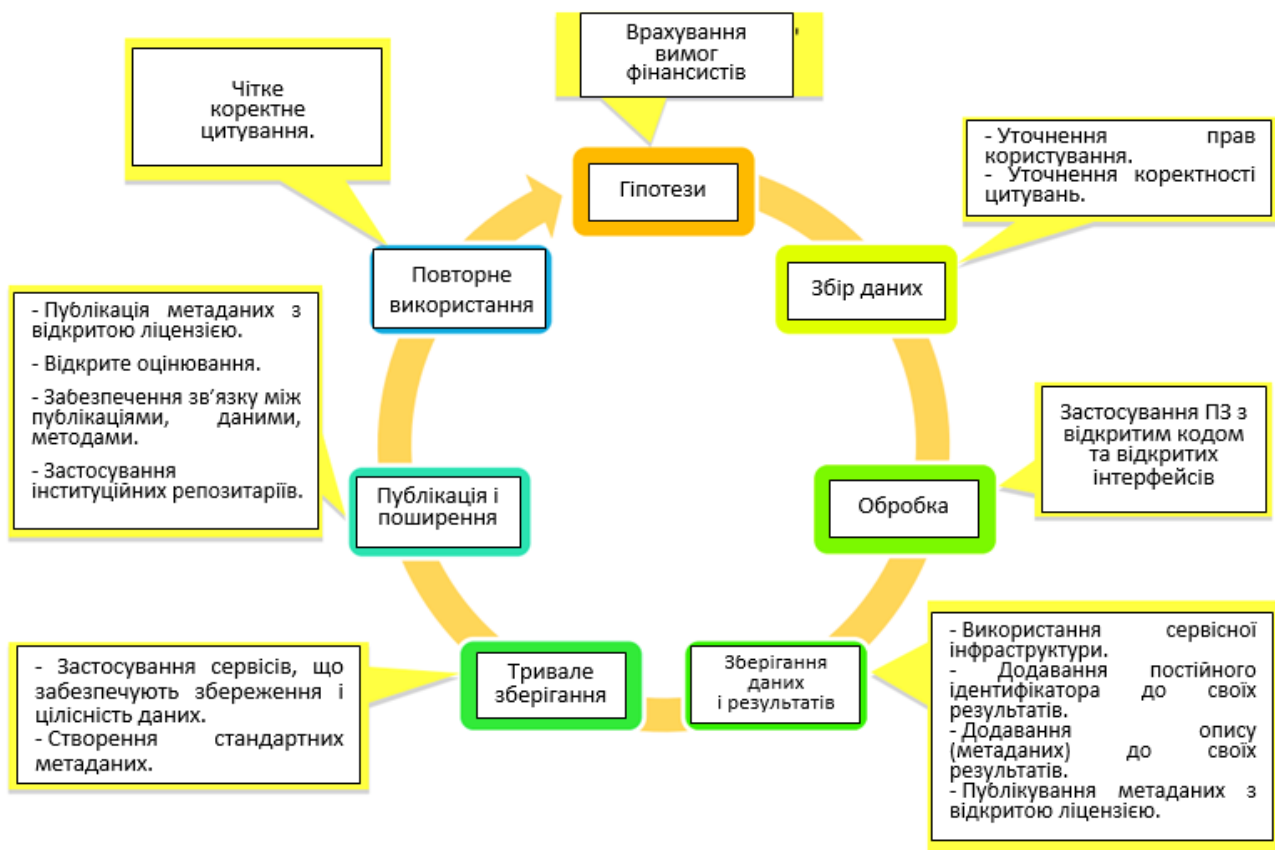 Врахування
вимог
фінансистів
Гіпотези
- Уточнення прав
користування.
- Уточнення коректності
цитувань.
Збір даних
Застосування ПЗ з
відкритим кодом
та відкритих
інтерфейсів
Обробка
- Використання сервісної
інфраструктури.
- Додавання постійного
ідентифікатора до своїх
результатів.
- Додавання опису
(метаданих) до своїх
результатів.
- Публікування метаданих з
відкритою ліцензією.
Зберігання
даних
і результатів
Тривале
зберігання
- Застосування сервісів, що
забезпечують збереження і
цілісність даних.
- Створення стандартних
метаданих.
Публікація і
поширення
- Публікація метаданих з
відкритою ліцензією.
- Відкрите оцінювання.
- Забезпечення зв’язку між
публікаціями, даними,
методами.
- Застосування
інституційних репозитаріїв.
Повторне
використання
Чітке
коректне
цитування.